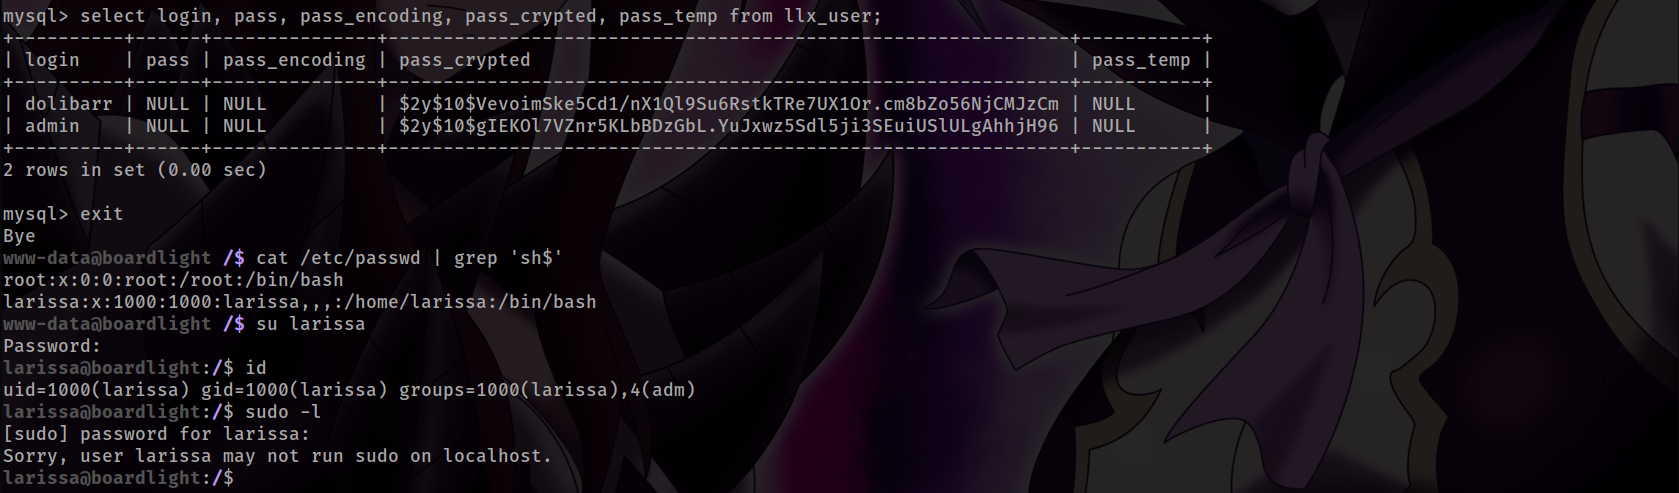 mysql> select login, pass, pass_encoding, pass_crypted, pass_temp from llx_user;
+----------+------+---------------+--------------------------------------------------------------+-----------+
| login    | pass | pass_encoding | pass_crypted                                                 | pass_temp |
+----------+------+---------------+--------------------------------------------------------------+-----------+
| dolibarr | NULL | NULL          | $2y$10$VevoimSke5Cd1/nX1Ql9Su6RstkTRe7UX1Or.cm8bZo56NjCMJzCm | NULL      |
| admin    | NULL | NULL          | $2y$10$gIEKOl7VZnr5KLbBDzGbL.YuJxwz5Sdl5ji3SEuiUSlULgAhhjH96 | NULL      |
+----------+------+---------------+--------------------------------------------------------------+-----------+
2 rows in set (0.00 sec)
mysql> exit
Bye
www-data@boardlight /$ cat /etc/passwd | grep 'sh$'
root:x:0:0:root:/root:/bin/bash
larissa:x:1000:1000:larissa,,,:/home/larissa:/bin/bash
www-data@boardlight /$ su larissa
Password:
larissa@boardlight:/$ id
uid=1000(larissa) gid=1000(larissa) groups=1000(larissa),4(adm)
larissa@boardlight:/$ sudo -l
[sudo] password for larissa:
Sorry, user larissa may not run sudo on localhost.
larissa@boardlight:/$